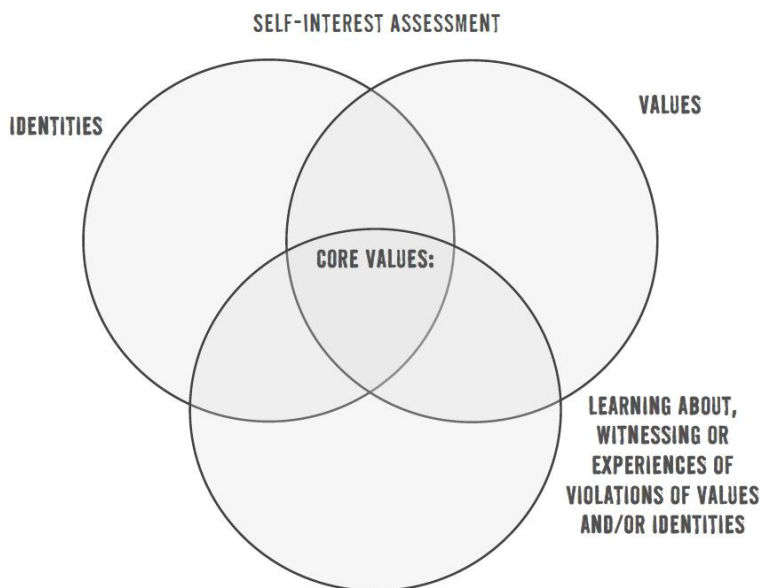 SELF-INTEREST ASSESSMENT
IDENTITIES
VALUES
CORE VALUES:
LEARNING ABOUT,
WITNESSING OR
EXPERIENCES OF
VIOLATIONS OF VALUES
AND/OR IDENTITIES